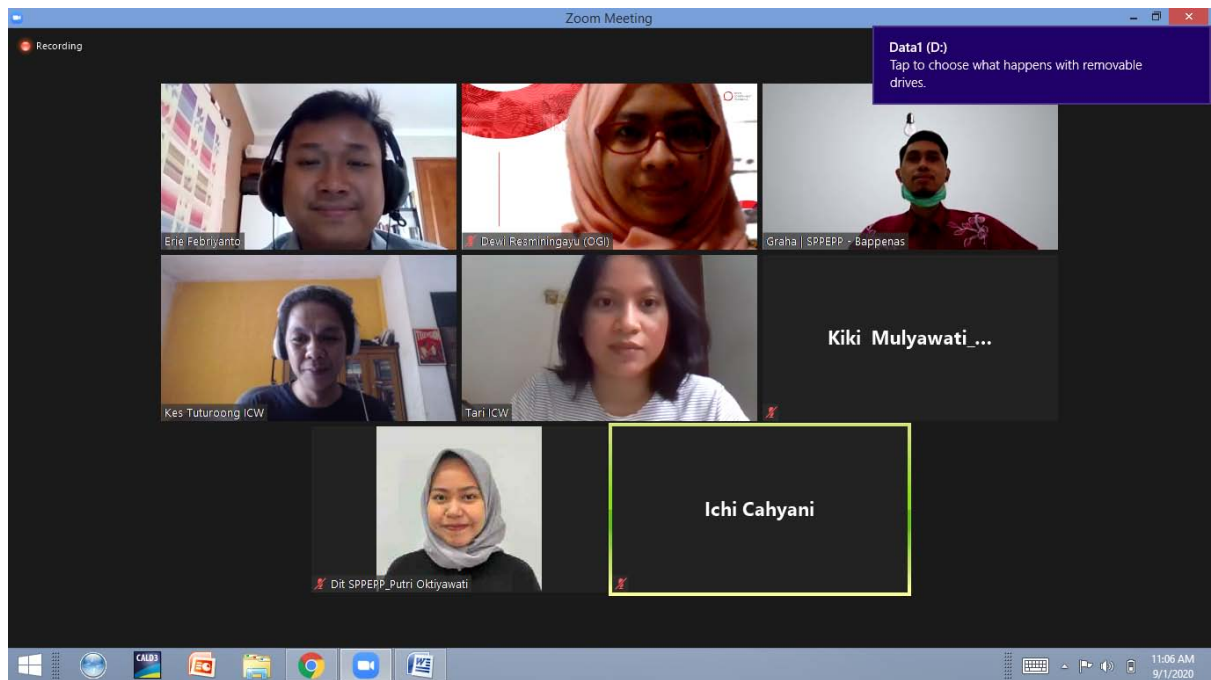 Zoom Meeting
Recording
Data1 (D:)
Tap to choose what happens with removable
drives.
Erie Febriyanto
Dewi Resminingayu (OGI)
Graha | SPPEPP - Bappenas
Kes Tuturoong ICW
Tari ICW
Kiki Mulyawati_...
Dit SPPEPP_Putri Oktiyawati
Ichi Cahyani
CALD3
11:06 AM
9/1/2020